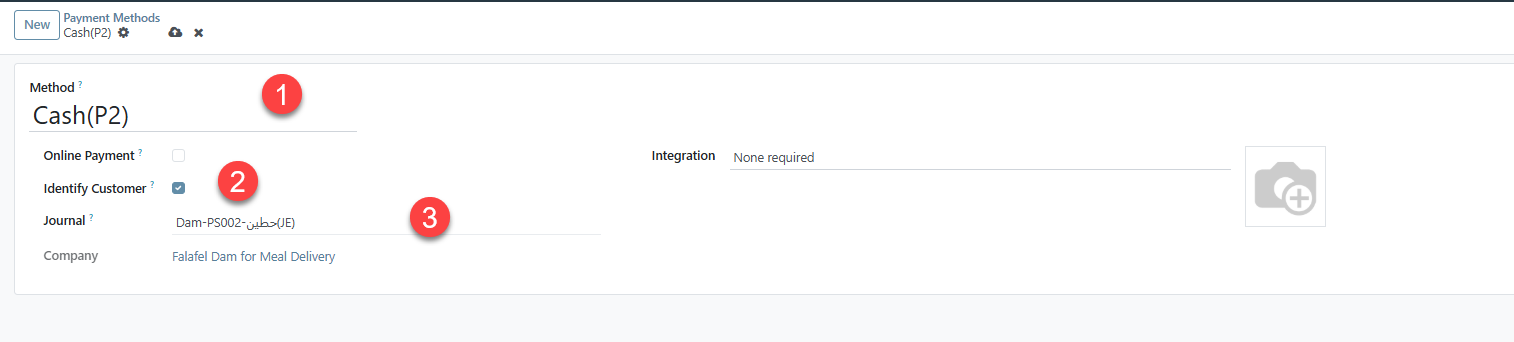 New
Payment Methods
Cash(P2)
Method ?
1
Cash(P2)
Online Payment ?
Integration
None required
Identify Customer ?
2
Journal ?
Dam-PS002-حطين(JE)
3
Company
Falafel Dam for Meal Delivery